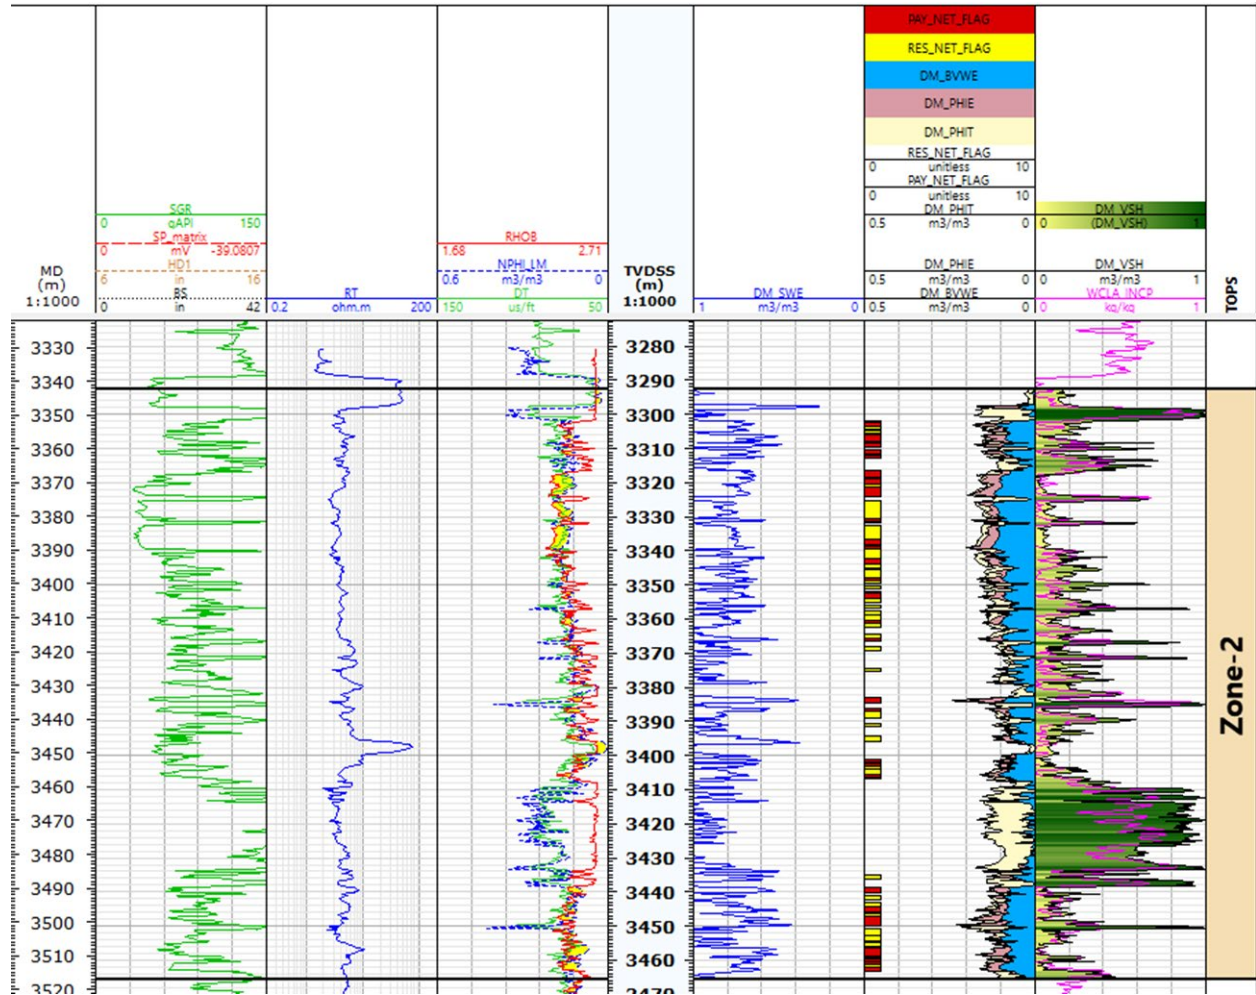 PAY_NET_FLAG
RES_NET_FLAG
DM_BVWE
DM_PHIE
DM_PHIT
RES_NET_FLAG
0 unitless 10
PAY_NET_FLAG
0 unitless 10
SGR
0 gAPI 150
SP_matrix
0 mV -39.0807
HD1
6 in 16
BS
0 in 42
RT
0.2 ohm.m 200
RHOB
1.68 2.71
NPHI_LM
0.6 m3/m3 0
DT
150 us/ft 50
MD
(m)
1:1000
TVDSS
(m)
1:1000
DM_SWE
1 m3/m3 0
DM_PHIT
0.5 m3/m3 0
DM_PHIE
0.5 m3/m3 0
DM_BVWE
0.5 m3/m3 0
DM_VSH
0 (DM_VSH) 1
DM_VSH
0 m3/m3 1
WCLA_INCP
0 kg/kg 1
TOPS
3330
3340
3350
3360
3370
3380
3390
3400
3410
3420
3430
3440
3450
3460
3470
3480
3490
3500
3510
3520
3280
3290
3300
3310
3320
3330
3340
3350
3360
3370
3380
3390
3400
3410
3420
3430
3440
3450
3460
3470
Zone-2